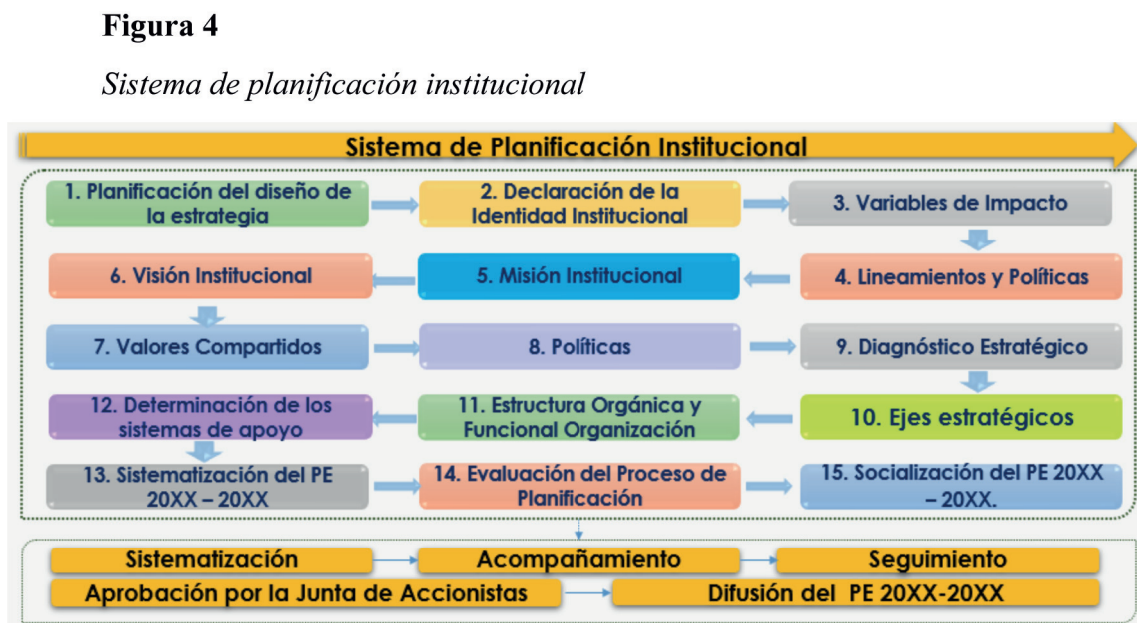 Figura 4
Sistema de planificación institucional
Sistema de Planificación Institucional
1. Planificación del diseño de
la estrategia
2. Declaración de la
Identidad Institucional
3. Variables de Impacto
6. Visión Institucional
5. Misión Institucional
4. Lineamientos y Políticas
7. Valores Compartidos
8. Políticas
9. Diagnóstico Estratégico
12. Determinación de los
sistemas de apoyo
11. Estructura Orgánica y
Funcional Organización
10. Ejes estratégicos
13. Sistematización del PE
20XX – 20XX
14. Evaluación del Proceso de
Planificación
15. Socialización del PE 20XX
– 20XX.
Sistematización
Acompañamiento
Seguimiento
Aprobación por la Junta de Accionistas
Difusión del PE 20XX-20XX